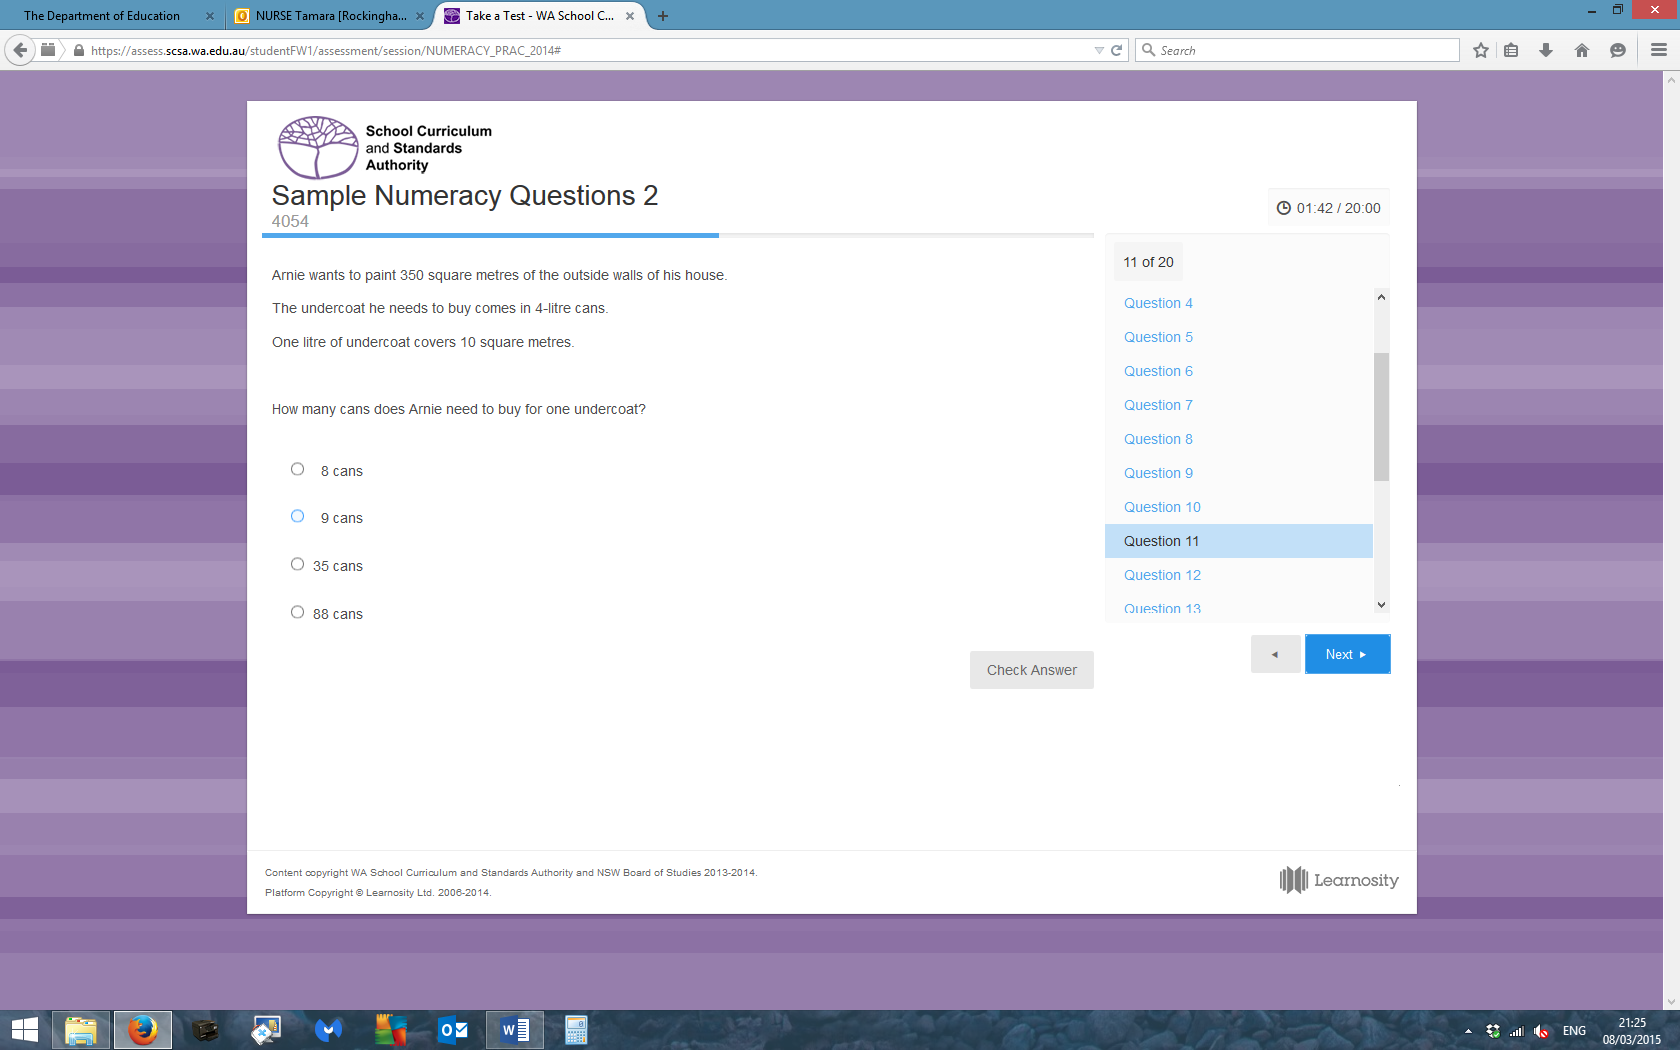 The Department of Education
NURSE Tamara [Rockingha...
Take a Test - WA School C...
https://assess.scsa.wa.edu.au/studentFW1/assessment/session/NUMERACY_PRAC_2014#
Search
School Curriculum
and Standards
Authority
Sample Numeracy Questions 2
4054
01:42 / 20:00
Arnie wants to paint 350 square metres of the outside walls of his house.
The undercoat he needs to buy comes in 4-litre cans.
One litre of undercoat covers 10 square metres.
How many cans does Arnie need to buy for one undercoat?
8 cans
9 cans
35 cans
88 cans
Check Answer
11 of 20
Question 4
Question 5
Question 6
Question 7
Question 8
Question 9
Question 10
Question 11
Question 12
Question 13
Next
Content copyright WA School Curriculum and Standards Authority and NSW Board of Studies 2013-2014.
Platform Copyright © Learnosity Ltd. 2006-2014.
Learnosity
ENG
21:25
08/03/2015